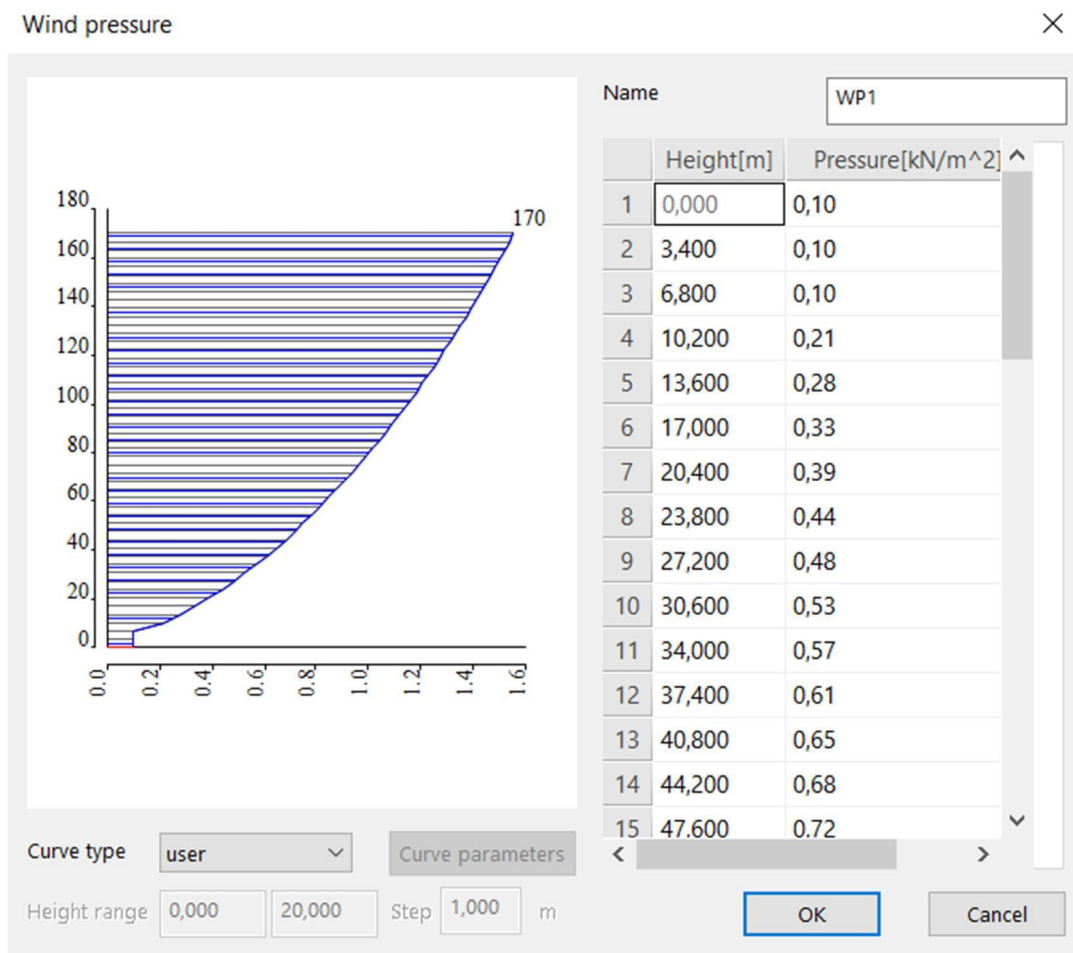 Wind pressure
Name WP1
Height[m] Pressure[kN/m^2]
1 0,000 0,10
2 3,400 0,10
3 6,800 0,10
4 10,200 0,21
5 13,600 0,28
6 17,000 0,33
7 20,400 0,39
8 23,800 0,44
9 27,200 0,48
10 30,600 0,53
11 34,000 0,57
12 37,400 0,61
13 40,800 0,65
14 44,200 0,68
15 47,600 0,72
180
170
160
140
120
100
80
60
40
20
0
0.0 0.2 0.4 0.6 0.8 1.0 1.2 1.4 1.6
Curve type user Curve parameters
Height range 0,000 20,000 Step 1,000 m
OK Cancel